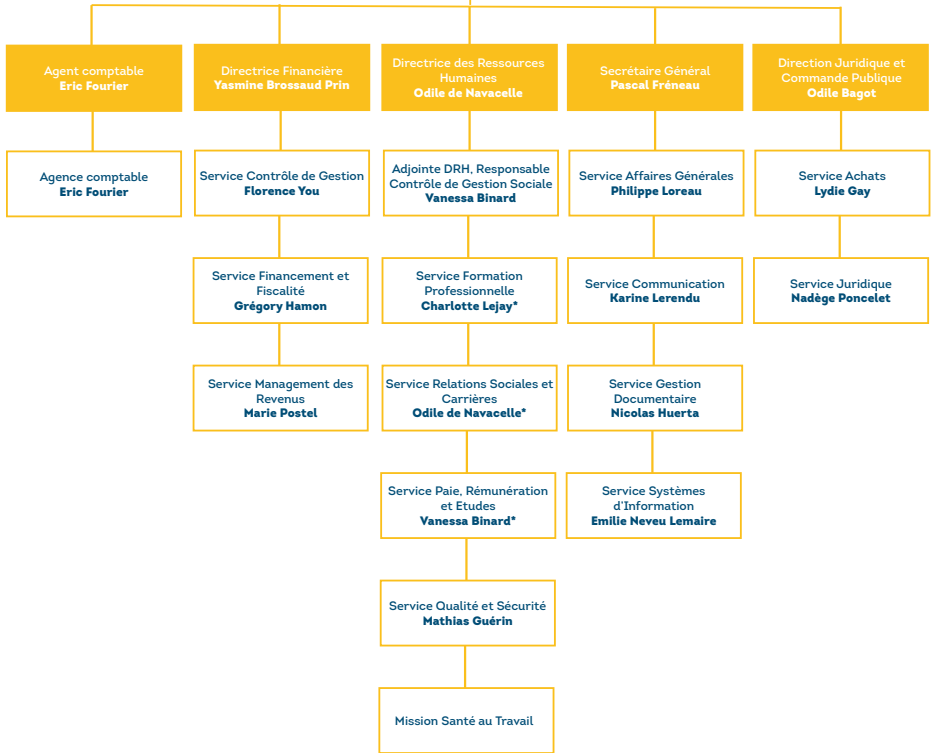 Agent comptable
Eric Fourier
Directrice Financière
Yasmine Brossaud Prin
Directrice des Ressources
Humaines
Odile de Navacelle
Secrétaire Général
Pascal Fréneau
Direction Juridique et
Commande Publique
Odile Bagot
Agence comptable
Eric Fourier
Service Contrôle de Gestion
Florence You
Adjointe DRH, Responsable
Contrôle de Gestion Sociale
Vanessa Binard
Service Affaires Générales
Philippe Loreau
Service Achats
Lydie Gay
Service Financement et
Fiscalité
Grégory Hamon
Service Formation
Professionnelle
Charlotte Lejay*
Service Communication
Karine Lerendu
Service Juridique
Nadège Poncelet
Service Management des
Revenus
Marie Postel
Service Relations Sociales et
Carrières
Odile de Navacelle*
Service Gestion
Documentaire
Nicolas Huerta
Service Paie, Rémunération
et Etudes
Vanessa Binard*
Service Systèmes
d'Information
Emilie Neveu Lemaire
Service Qualité et Sécurité
Mathias Guérin
Mission Santé au Travail